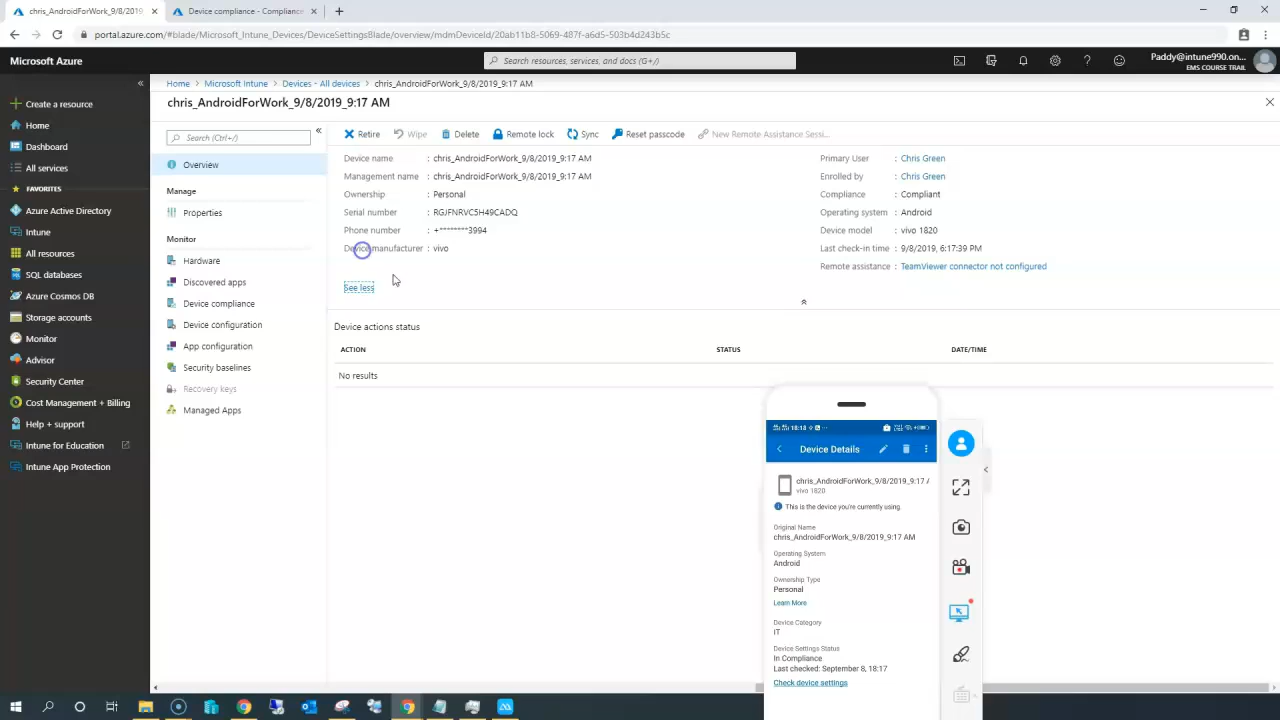 chris_AndroidForWork_9/8/2019
Device compliance - Compliance
portal.azure.com/#blade/Microsoft_Intune_Devices/DeviceSettingsBlade/overview/mdmDeviceId/20ab11b8-5069-487f-a6d5-503b4d243b5c
Microsoft Azure
Search resources, services, and docs (G+/)
Paddy@intune990.on...
EMS COURSE TRAIL
Create a resource
Home
Dashboard
All services
FAVORITES
Azure Active Directory
Intune
All resources
SQL databases
Azure Cosmos DB
Storage accounts
Monitor
Advisor
Security Center
Cost Management + Billing
Help + support
Intune for Education
Intune App Protection
Home > Microsoft Intune > Devices - All devices > chris_AndroidForWork_9/8/2019_9:17 AM
chris_AndroidForWork_9/8/2019_9:17 AM
Search (Ctrl+/)
Overview
Manage
Properties
Monitor
Hardware
Discovered apps
Device compliance
Device configuration
App configuration
Security baselines
Recovery keys
Managed Apps
Retire Wipe Delete Remote lock Sync Reset passcode New Remote Assistance Sessi...
Device name : chris_AndroidForWork_9/8/2019_9:17 AM
Management name : chris_AndroidForWork_9/8/2019_9:17 AM
Ownership : Personal
Serial number : RGJFNRVC5H49CADQ
Phone number : +********3994
Device manufacturer : vivo
See less
Primary User : Chris Green
Enrolled by : Chris Green
Compliance : Compliant
Operating system : Android
Device model : vivo 1820
Last check-in time : 9/8/2019, 6:17:39 PM
Remote assistance : TeamViewer connector not configured
Device actions status
ACTION STATUS DATE/TIME
No results
18:18
Device Details
chris_AndroidForWork_9/8/2019_9:17 A
vivo 1820
This is the device you're currently using.
Original Name
chris_AndroidForWork_9/8/2019_9:17 AM
Operating System
Android
Ownership Type
Personal
Learn More
Device Category
IT
Device Settings Status
In Compliance
Last checked: September 8, 18:17
Check device settings